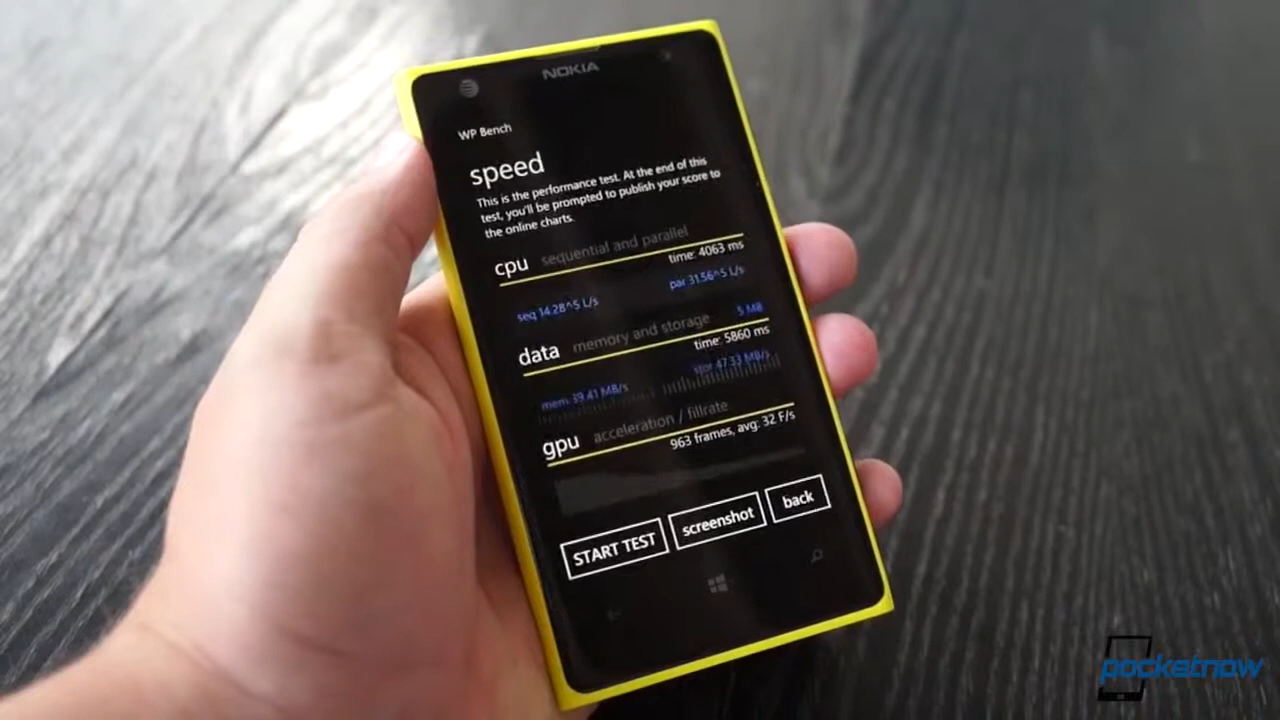 NOKIA
WP Bench
speed
This is the performance test. At the end of this
test, you'll be prompted to publish your score to
the online charts.
cpu sequential and parallel
time: 4063 ms
seq 14.28^5 L/s par 31.56^5 L/s
data memory and storage 5 MB
time: 5860 ms
mem 39.41 MB/s stor 47.33 MB/s
gpu acceleration / fillrate
963 frames, avg: 32 F/s
START TEST screenshot back
pocketnow